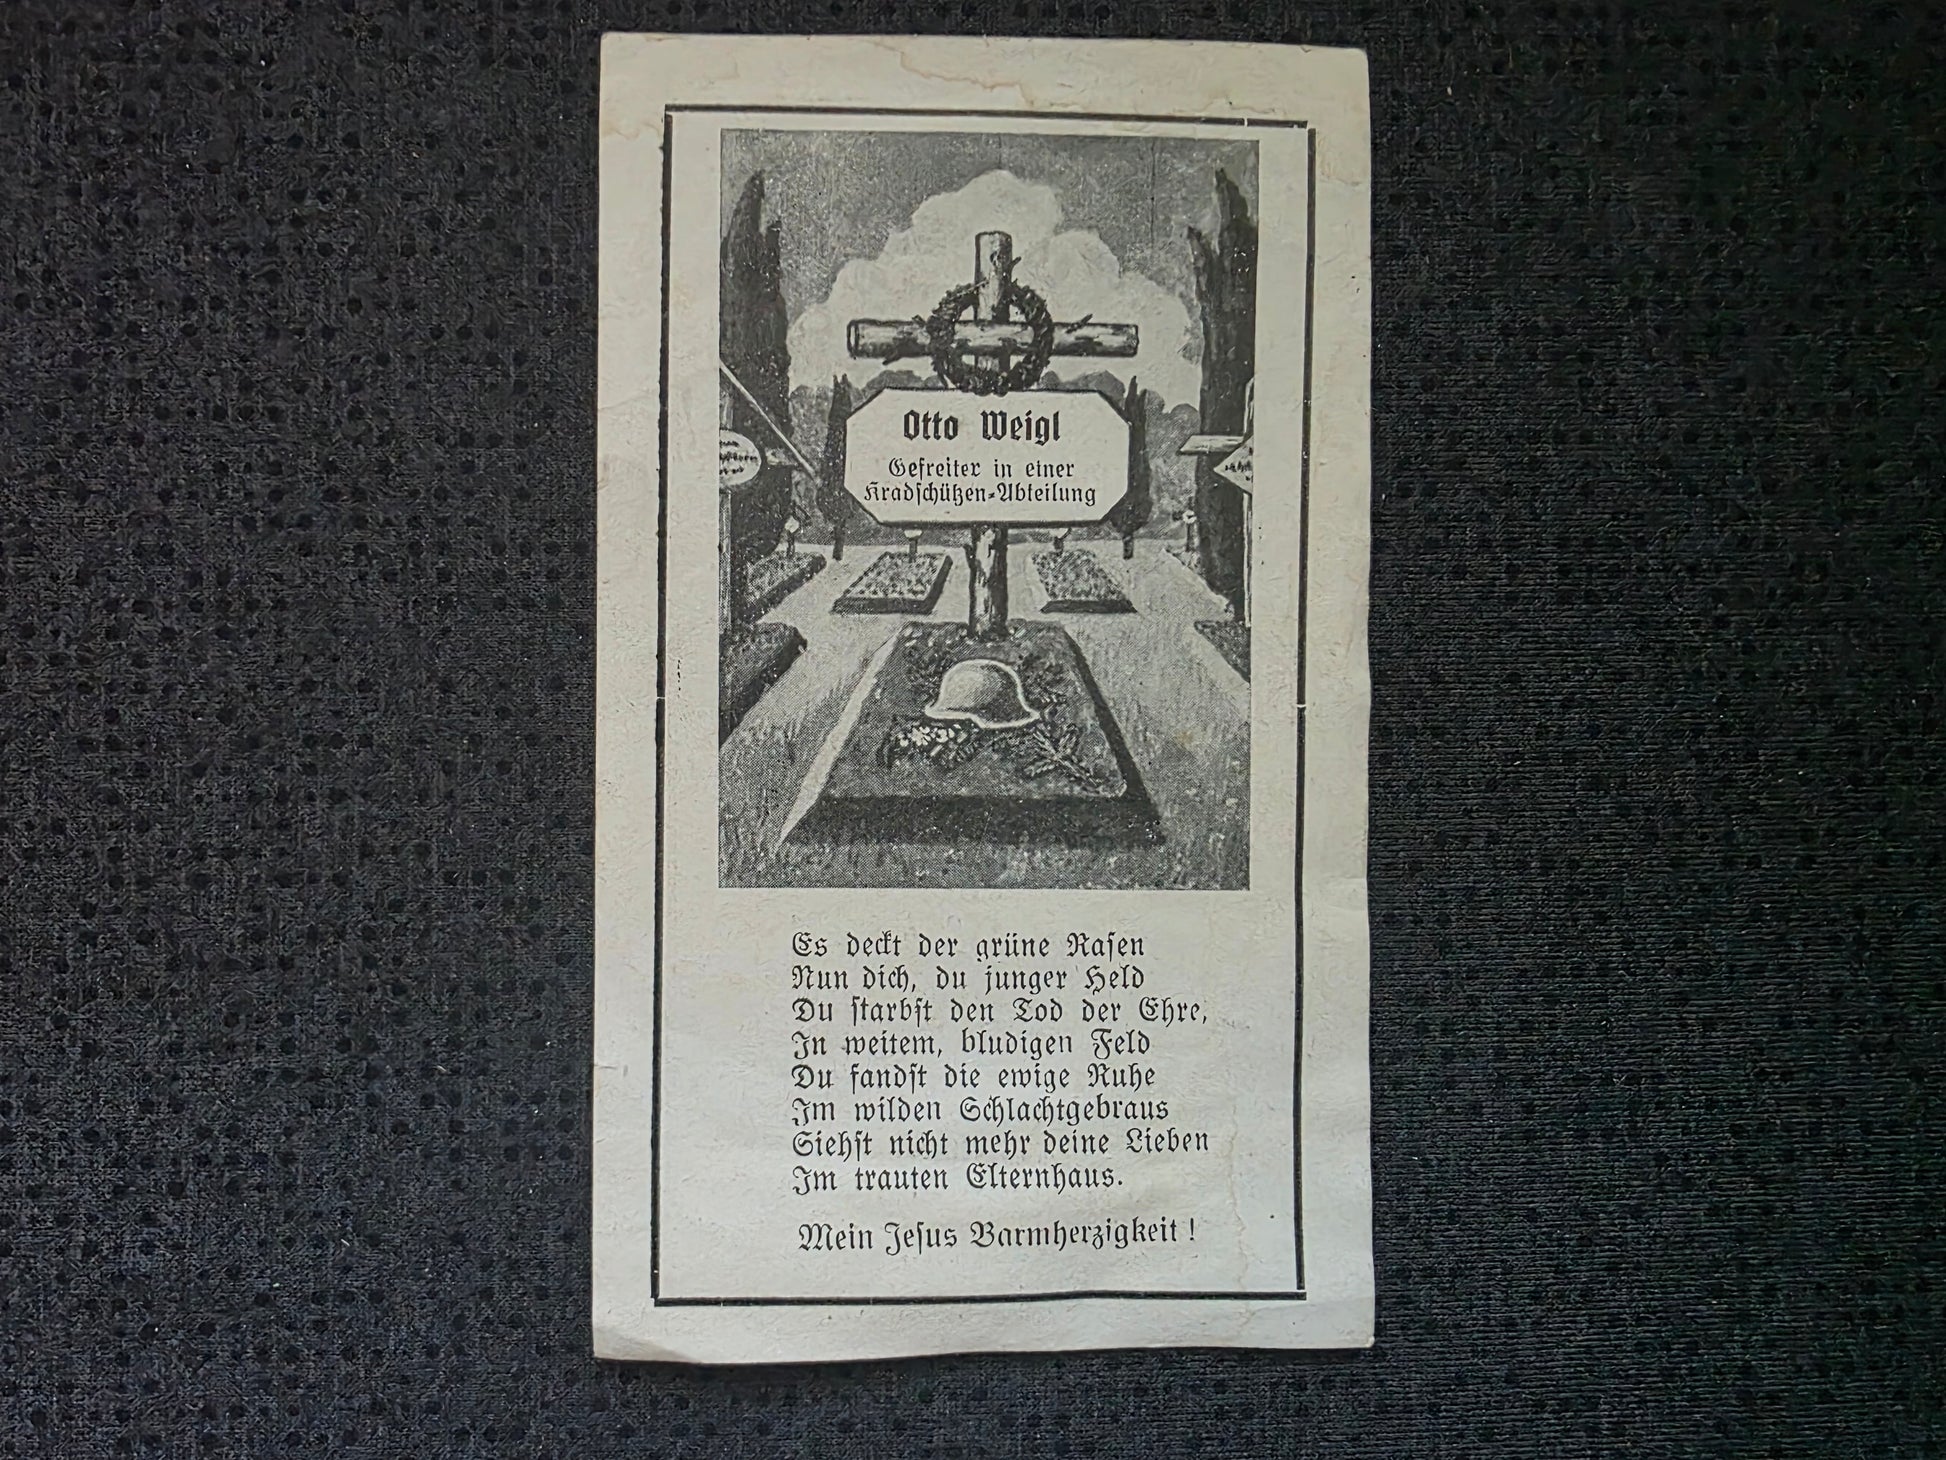 Otto Weigl
Gefreiter in einer
Kradschützen-Abteilung
Es deckt der grüne Rasen
Nun dich, du junger Held
Du starbst den Tod der Ehre,
In weitem, bludigen Feld
Du fandst die ewige Ruhe
Im wilden Schlachtgebraus
Siehst nicht mehr deine Lieben
Im trauten Elternhaus.
Mein Jesus Barmherzigkeit !